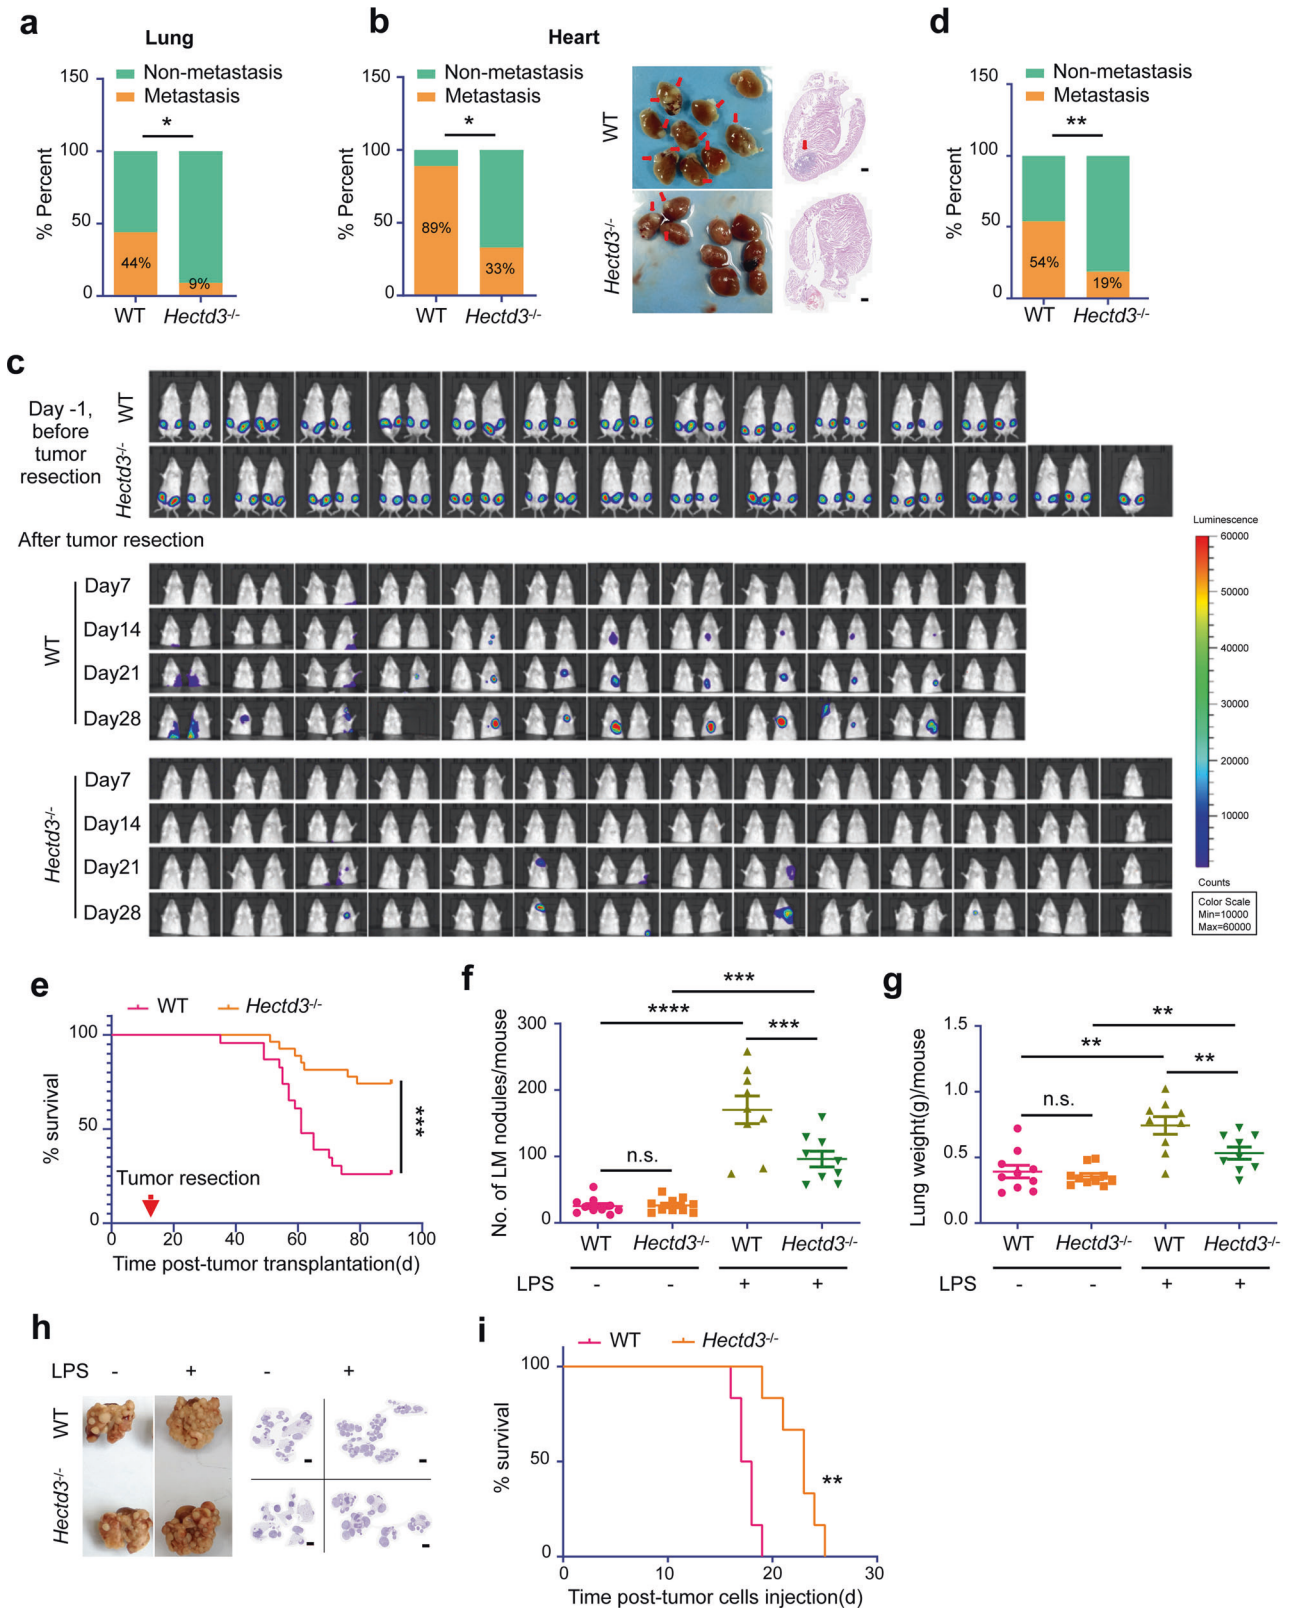 a
Lung
Non-metastasis
Metastasis
150
100
50
0
% Percent
*
44%
9%
WT
Hectd3-/-
b
Heart
Non-metastasis
Metastasis
150
100
50
0
% Percent
*
89%
33%
WT
Hectd3-/-
WT
Hectd3-/-
d
Non-metastasis
Metastasis
150
100
50
0
% Percent
**
54%
19%
WT
Hectd3-/-
c
Day -1,
before
tumor
resection
WT
Hectd3-/-
After tumor resection
WT
Day7
Day14
Day21
Day28
Hectd3-/-
Day7
Day14
Day21
Day28
Luminescence
60000
50000
40000
30000
20000
10000
Counts
Color Scale
Min=10000
Max=60000
e
WT
Hectd3-/-
100
50
0
% survival
***
Tumor resection
0
20
40
60
80
100
Time post-tumor transplantation(d)
f
***
****
***
n.s.
300
200
100
0
No. of LM nodules/mouse
WT
Hectd3-/-
WT
Hectd3-/-
LPS
-
-
+
+
g
**
**
**
n.s.
1.5
1.0
0.5
0.0
Lung weight(g)/mouse
WT
Hectd3-/-
WT
Hectd3-/-
LPS
-
-
+
+
h
LPS
-
+
-
+
WT
Hectd3-/-
i
WT
Hectd3-/-
100
50
0
% survival
**
0
10
20
30
Time post-tumor cells injection(d)